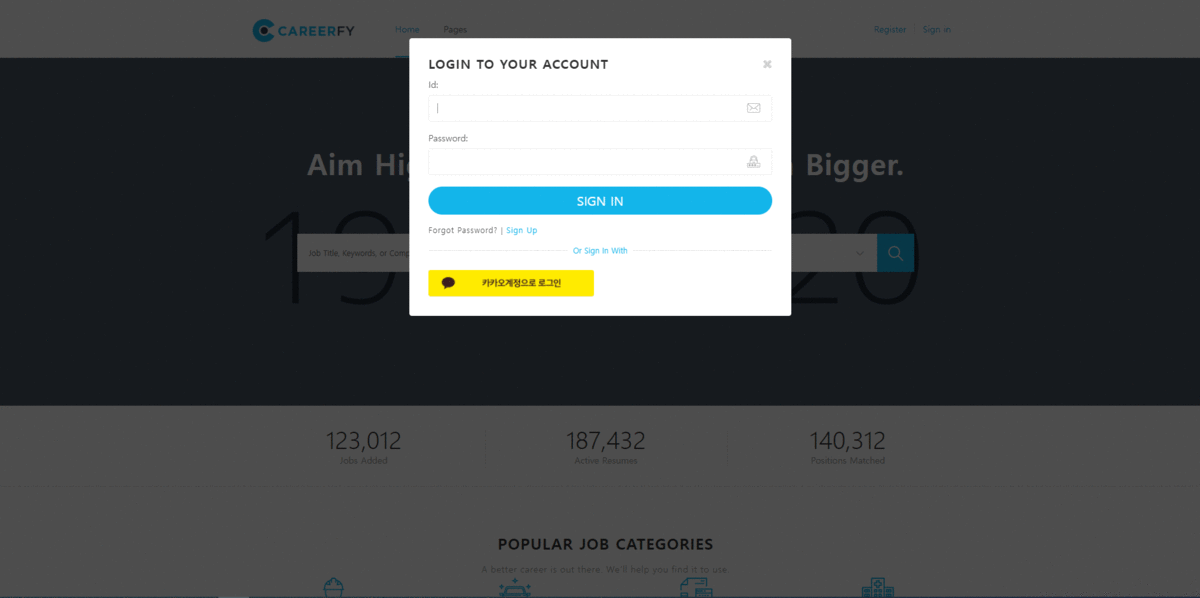 CAREERFY
Home
Pages
Register
Sign in
LOGIN TO YOUR ACCOUNT
Id:
Password:
SIGN IN
Forgot Password? | Sign Up
Or Sign In With
카카오계정으로 로그인
Aim
Bigger.
Job Title, Keywords, or
19
20
123,012
Jobs Added
187,432
Active Resumes
140,312
Positions Matched
POPULAR JOB CATEGORIES
A better career is out there. We'll help you find it to use.